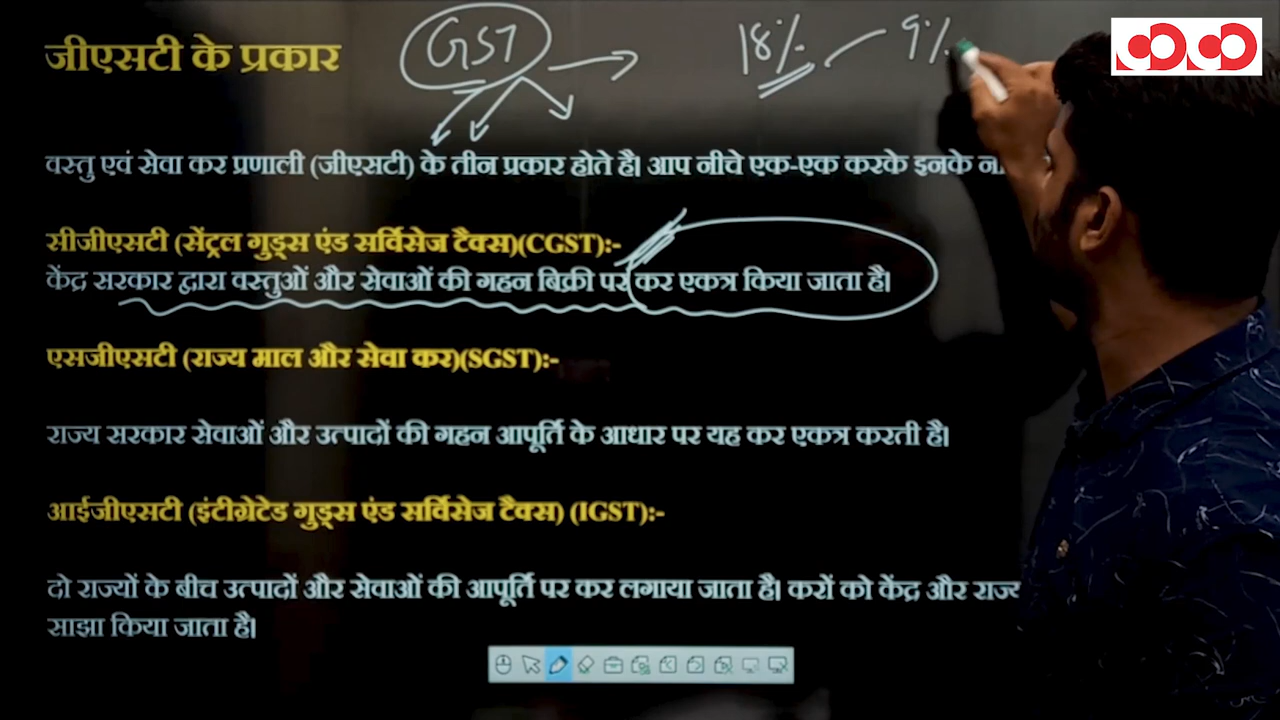 जीएसटी के प्रकार GST 18% 9%
वस्तु एवं सेवा कर प्रणाली (जीएसटी) के तीन प्रकार होते है। आप नीचे एक-एक करके इनके
सीजीएसटी (सेंट्रल गुड्स एंड सर्विसेज टैक्स)(CGST):-
केंद्र सरकार द्वारा वस्तुओं और सेवाओं की गहन बिक्री पर कर एकत्र किया जाता है।
एसजीएसटी (राज्य माल और सेवा कर)(SGST):-
राज्य सरकार सेवाओं और उत्पादों की गहन आपूर्ति के आधार पर यह कर एकत्र करती है।
आईजीएसटी (इंटीग्रेटेड गुड्स एंड सर्विसेज टैक्स) (IGST):-
दो राज्यों के बीच उत्पादों और सेवाओं की आपूर्ति पर कर लगाया जाता है। करों को केंद्र और राज्य
साझा किया जाता है।